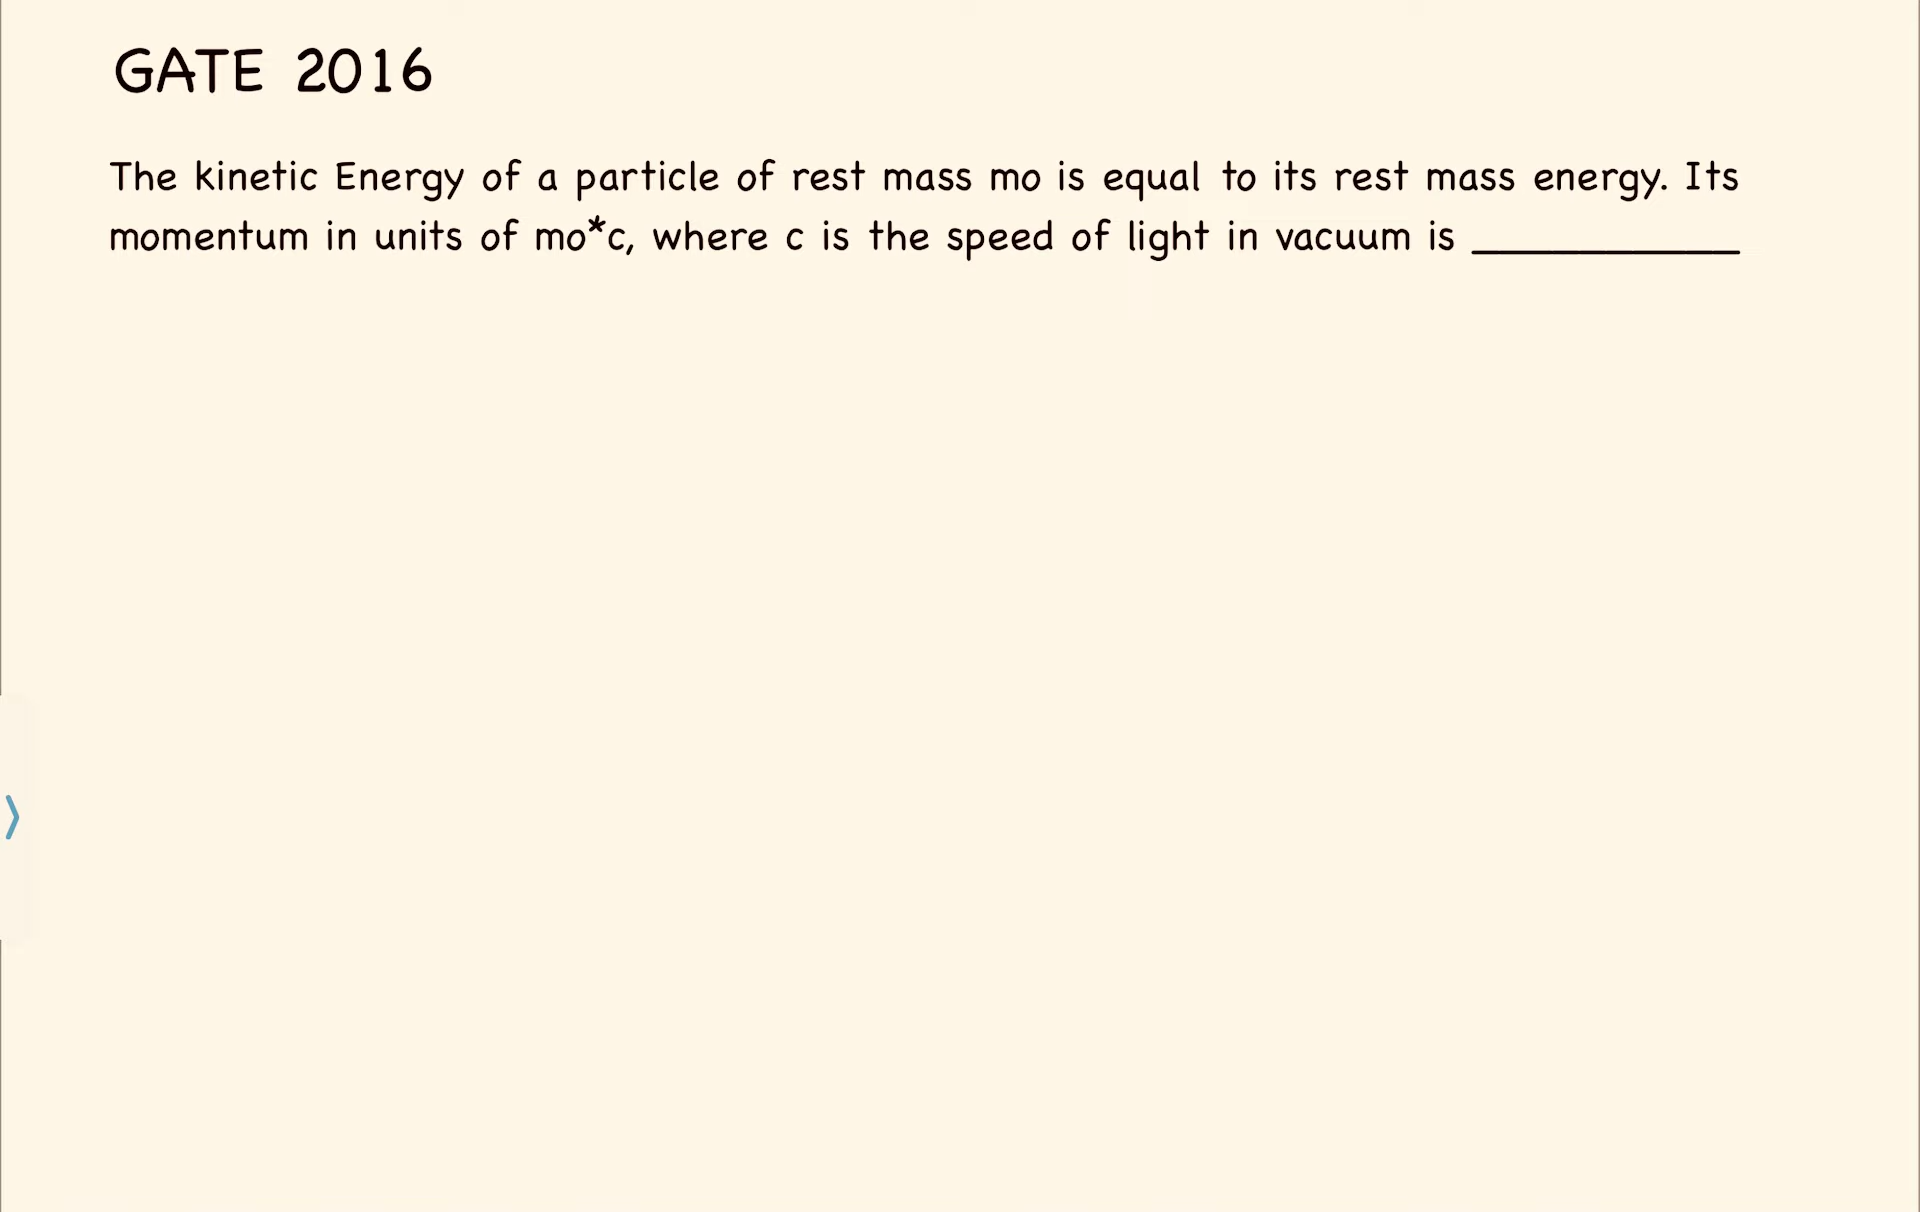 GATE 2016
The kinetic Energy of a particle of rest mass mo is equal to its rest mass energy. Its
momentum in units of mo*c, where c is the speed of light in vacuum is ____________